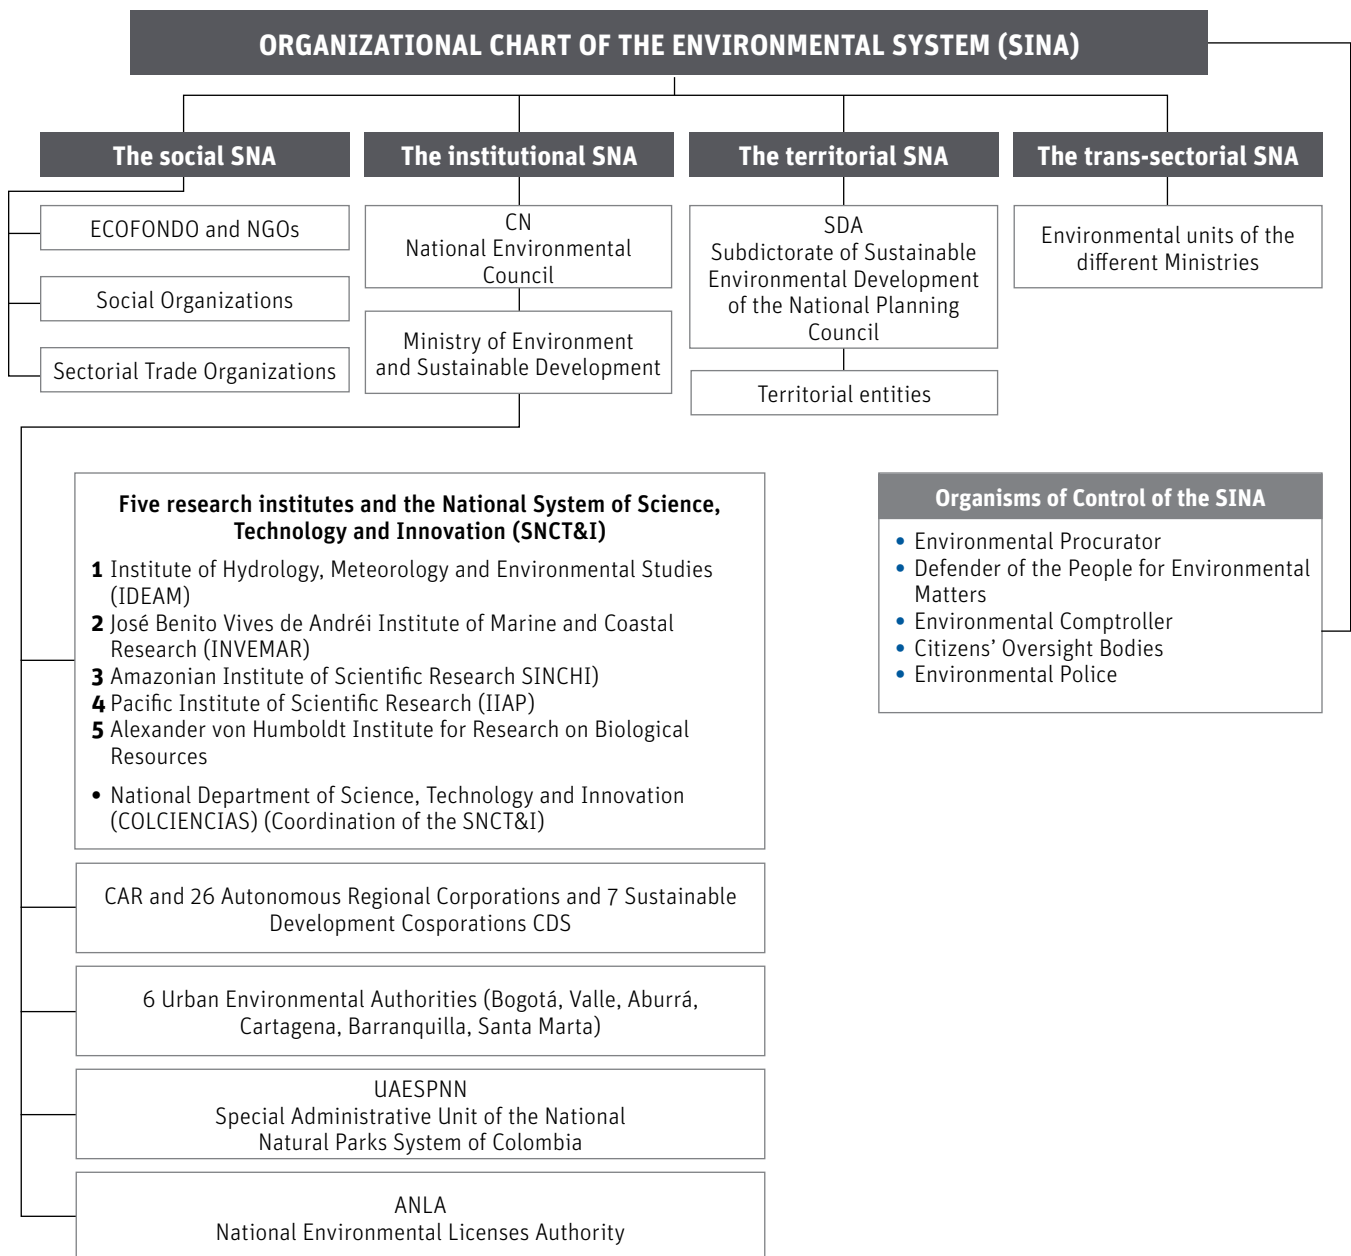 ORGANIZATIONAL CHART OF THE ENVIRONMENTAL SYSTEM (SINA)
The social SNA
ECOFONDO and NGOs
Social Organizations
Sectorial Trade Organizations
The institutional SNA
CN
National Environmental
Council
Ministry of Environment
and Sustainable Development
The territorial SNA
SDA
Subdictorate of Sustainable
Environmental Development
of the National Planning
Council
Territorial entities
The trans-sectorial SNA
Environmental units of the
different Ministries
Five research institutes and the National System of Science,
Technology and Innovation (SNCT&I)
1 Institute of Hydrology, Meteorology and Environmental Studies
(IDEAM)
2 José Benito Vives de Andréi Institute of Marine and Coastal
Research (INVEMAR)
3 Amazonian Institute of Scientific Research SINCHI)
4 Pacific Institute of Scientific Research (IIAP)
5 Alexander von Humboldt Institute for Research on Biological
Resources
• National Department of Science, Technology and Innovation
(COLCIENCIAS) (Coordination of the SNCT&I)
CAR and 26 Autonomous Regional Corporations and 7 Sustainable
Development Cosporations CDS
6 Urban Environmental Authorities (Bogotá, Valle, Aburrá,
Cartagena, Barranquilla, Santa Marta)
UAESPNN
Special Administrative Unit of the National
Natural Parks System of Colombia
ANLA
National Environmental Licenses Authority
Organisms of Control of the SINA
• Environmental Procurator
• Defender of the People for Environmental
Matters
• Environmental Comptroller
• Citizens' Oversight Bodies
• Environmental Police